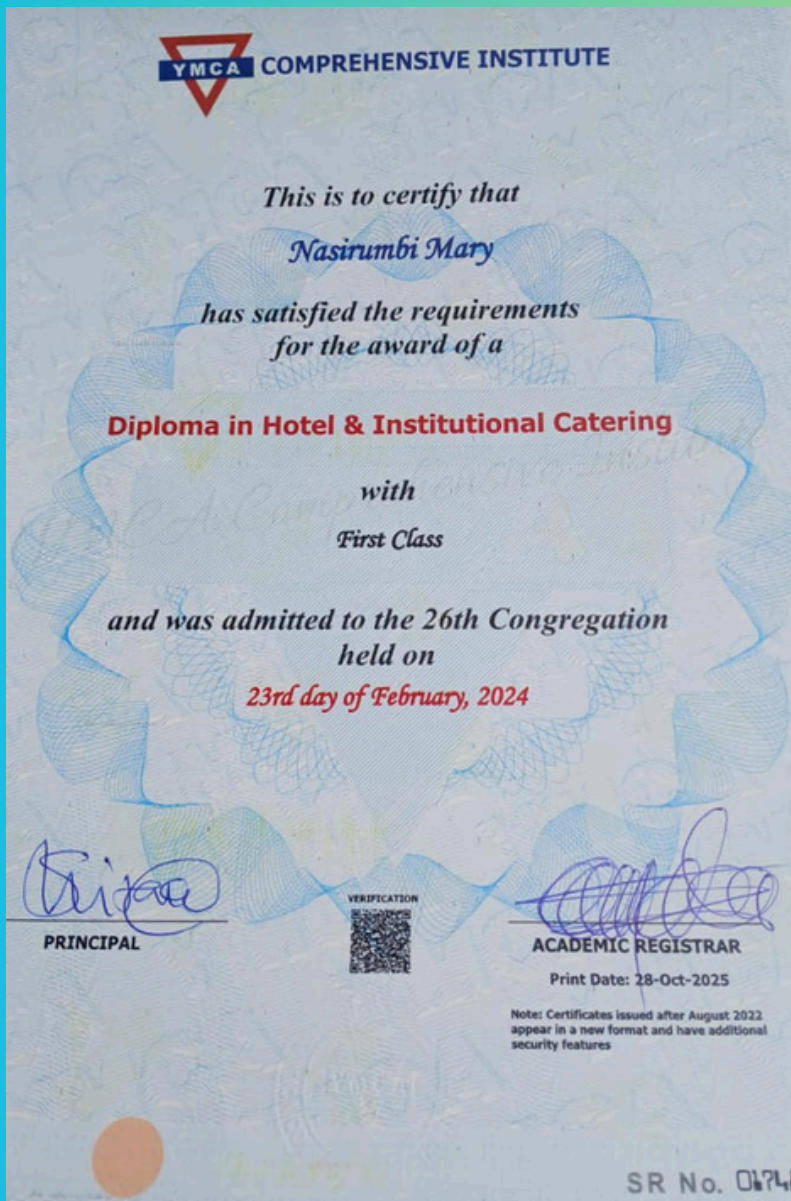 YMCA COMPREHENSIVE INSTITUTE
This is to certify that
Nasirumbi Mary
has satisfied the requirements
for the award of a
Diploma in Hotel & Institutional Catering
with
First Class
and was admitted to the 26th Congregation
held on
23rd day of February, 2024
VERIFICATION
PRINCIPAL
ACADEMIC REGISTRAR
Print Date: 28-Oct-2025
Note: Certificates issued after August 2022
appear in a new format and have additional
security features
SR No.